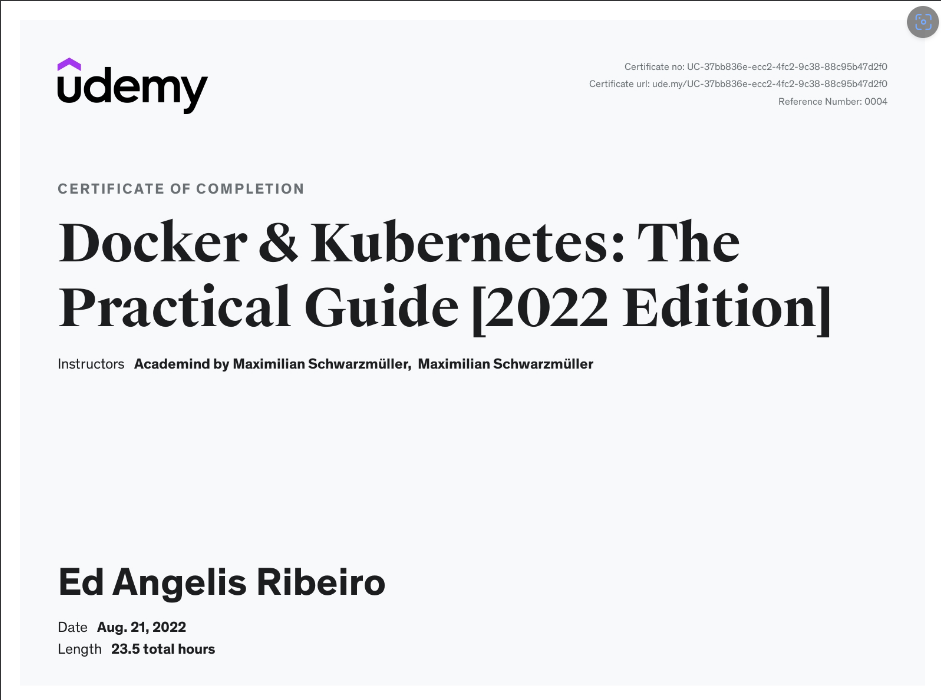 udemy
Certificate no: UC-37bb836e-ecc2-4fc2-9c38-88c95b47d2f0
Certificate url: ude.my/UC-37bb836e-ecc2-4fc2-9c38-88c95b47d2f0
Reference Number: 0004
CERTIFICATE OF COMPLETION
Docker & Kubernetes: The
Practical Guide [2022 Edition]
Instructors Academind by Maximilian Schwarzmüller, Maximilian Schwarzmüller
Ed Angelis Ribeiro
Date Aug. 21, 2022
Length 23.5 total hours